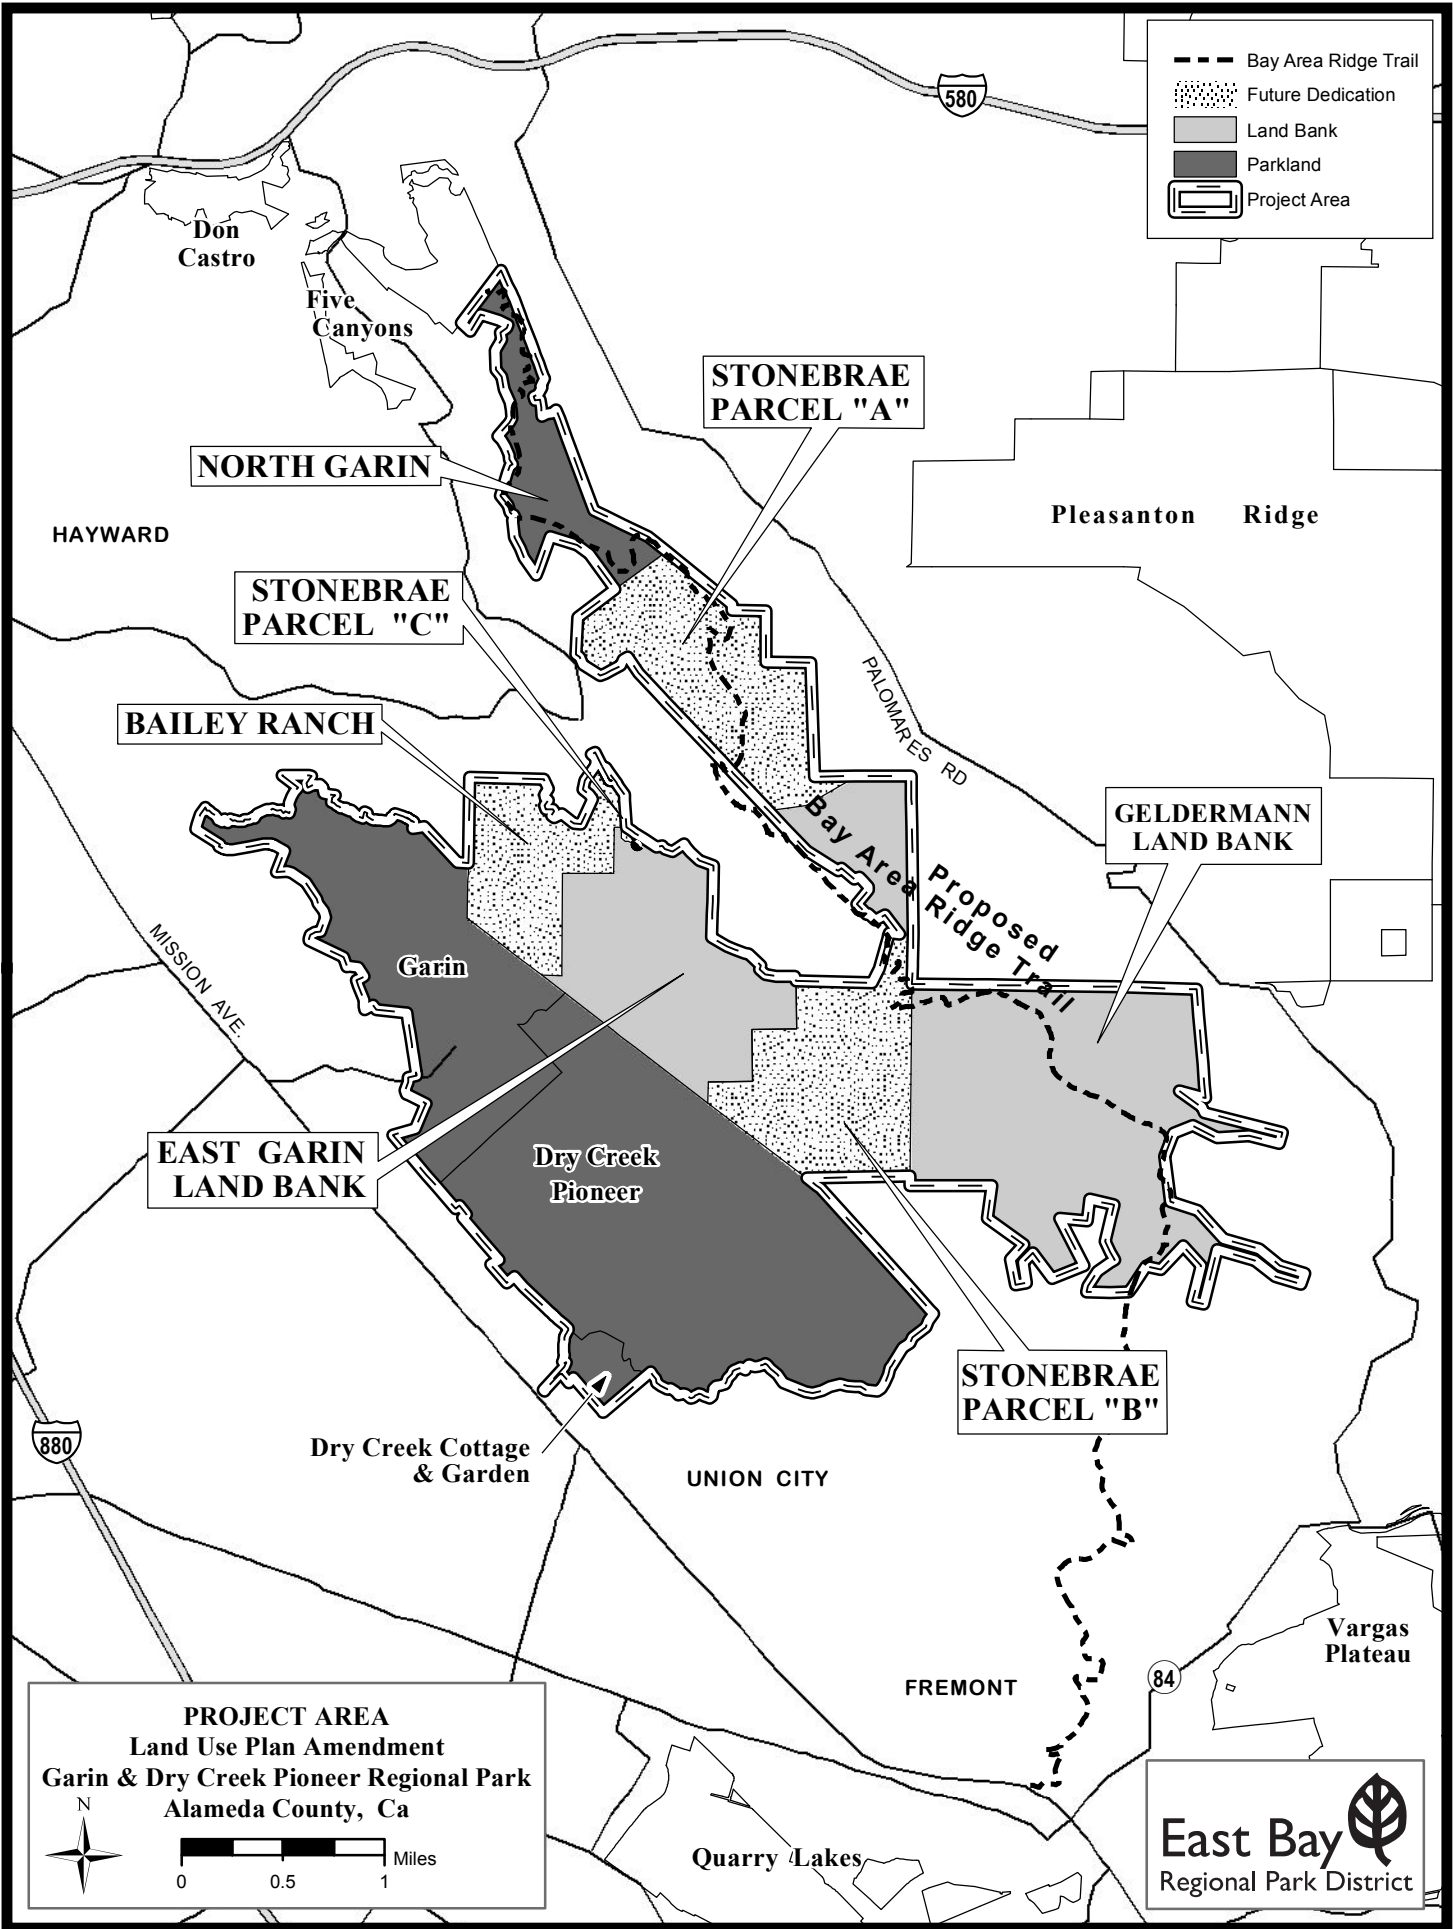 580
Bay Area Ridge Trail
Future Dedication
Land Bank
Parkland
Project Area
Don
Castro
Five
Canyons
STONEBRAE
PARCEL "A"
NORTH GARIN
Pleasanton Ridge
HAYWARD
STONEBRAE
PARCEL "C"
PALOMARES RD
BAILEY RANCH
GELDERMANN
LAND BANK
Proposed
Bay Area Ridge Trail
MISSION AVE.
Garin
EAST GARIN
LAND BANK
Dry Creek
Pioneer
STONEBRAE
PARCEL "B"
880
Dry Creek Cottage
& Garden
UNION CITY
Vargas
Plateau
84
FREMONT
PROJECT AREA
Land Use Plan Amendment
Garin & Dry Creek Pioneer Regional Park
Alameda County, Ca
N
Miles
0 0.5 1
Quarry Lakes
East Bay
Regional Park District